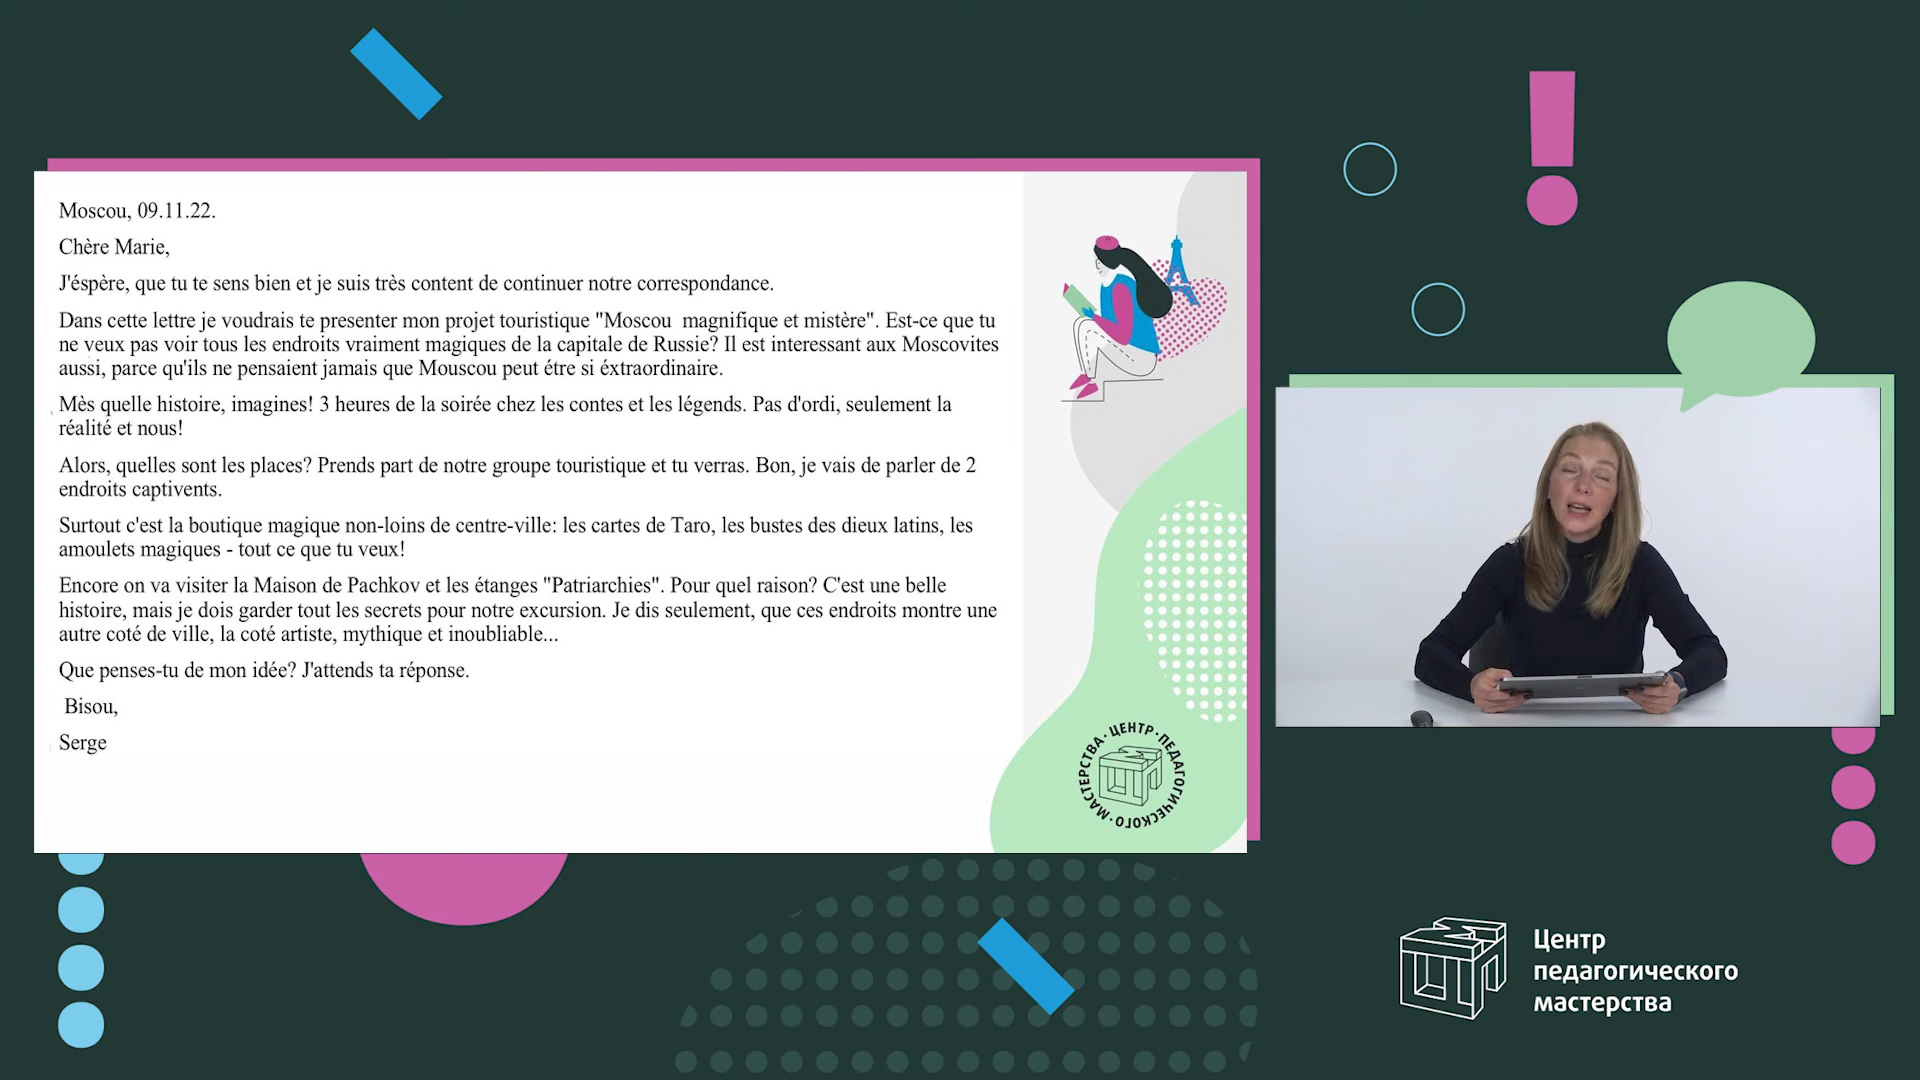 Moscou, 09.11.22.
Chère Marie,
J'éspère, que tu te sens bien et je suis très content de continuer notre correspondance.
Dans cette lettre je voudrais te presenter mon projet touristique "Moscou magnifique et mistère". Est-ce que tu
ne veux pas voir tous les endroits vraiment magiques de la capitale de Russie? Il est interessant aux Moscovites
aussi, parce qu'ils ne pensaient jamais que Mouscou peut étre si éxtraordinaire.
Mès quelle histoire, imagines! 3 heures de la soirée chez les contes et les légends. Pas d'ordi, seulement la
réalité et nous!
Alors, quelles sont les places? Prends part de notre groupe touristique et tu verras. Bon, je vais de parler de 2
endroits captivents.
Surtout c'est la boutique magique non-loins de centre-ville: les cartes de Taro, les bustes des dieux latins, les
amoulets magiques - tout ce que tu veux!
Encore on va visiter la Maison de Pachkov et les étanges "Patriarchies". Pour quel raison? C'est une belle
histoire, mais je dois garder tout les secrets pour notre excursion. Je dis seulement, que ces endroits montre une
autre coté de ville, la coté artiste, mythique et inoubliable...
Que penses-tu de mon idée? J'attends ta réponse.
Bisou,
Serge
ЦЕНТР · ПЕДАГОГИЧЕСКОГО · МАСТЕРСТВА ·
Центр
педагогического
мастерства